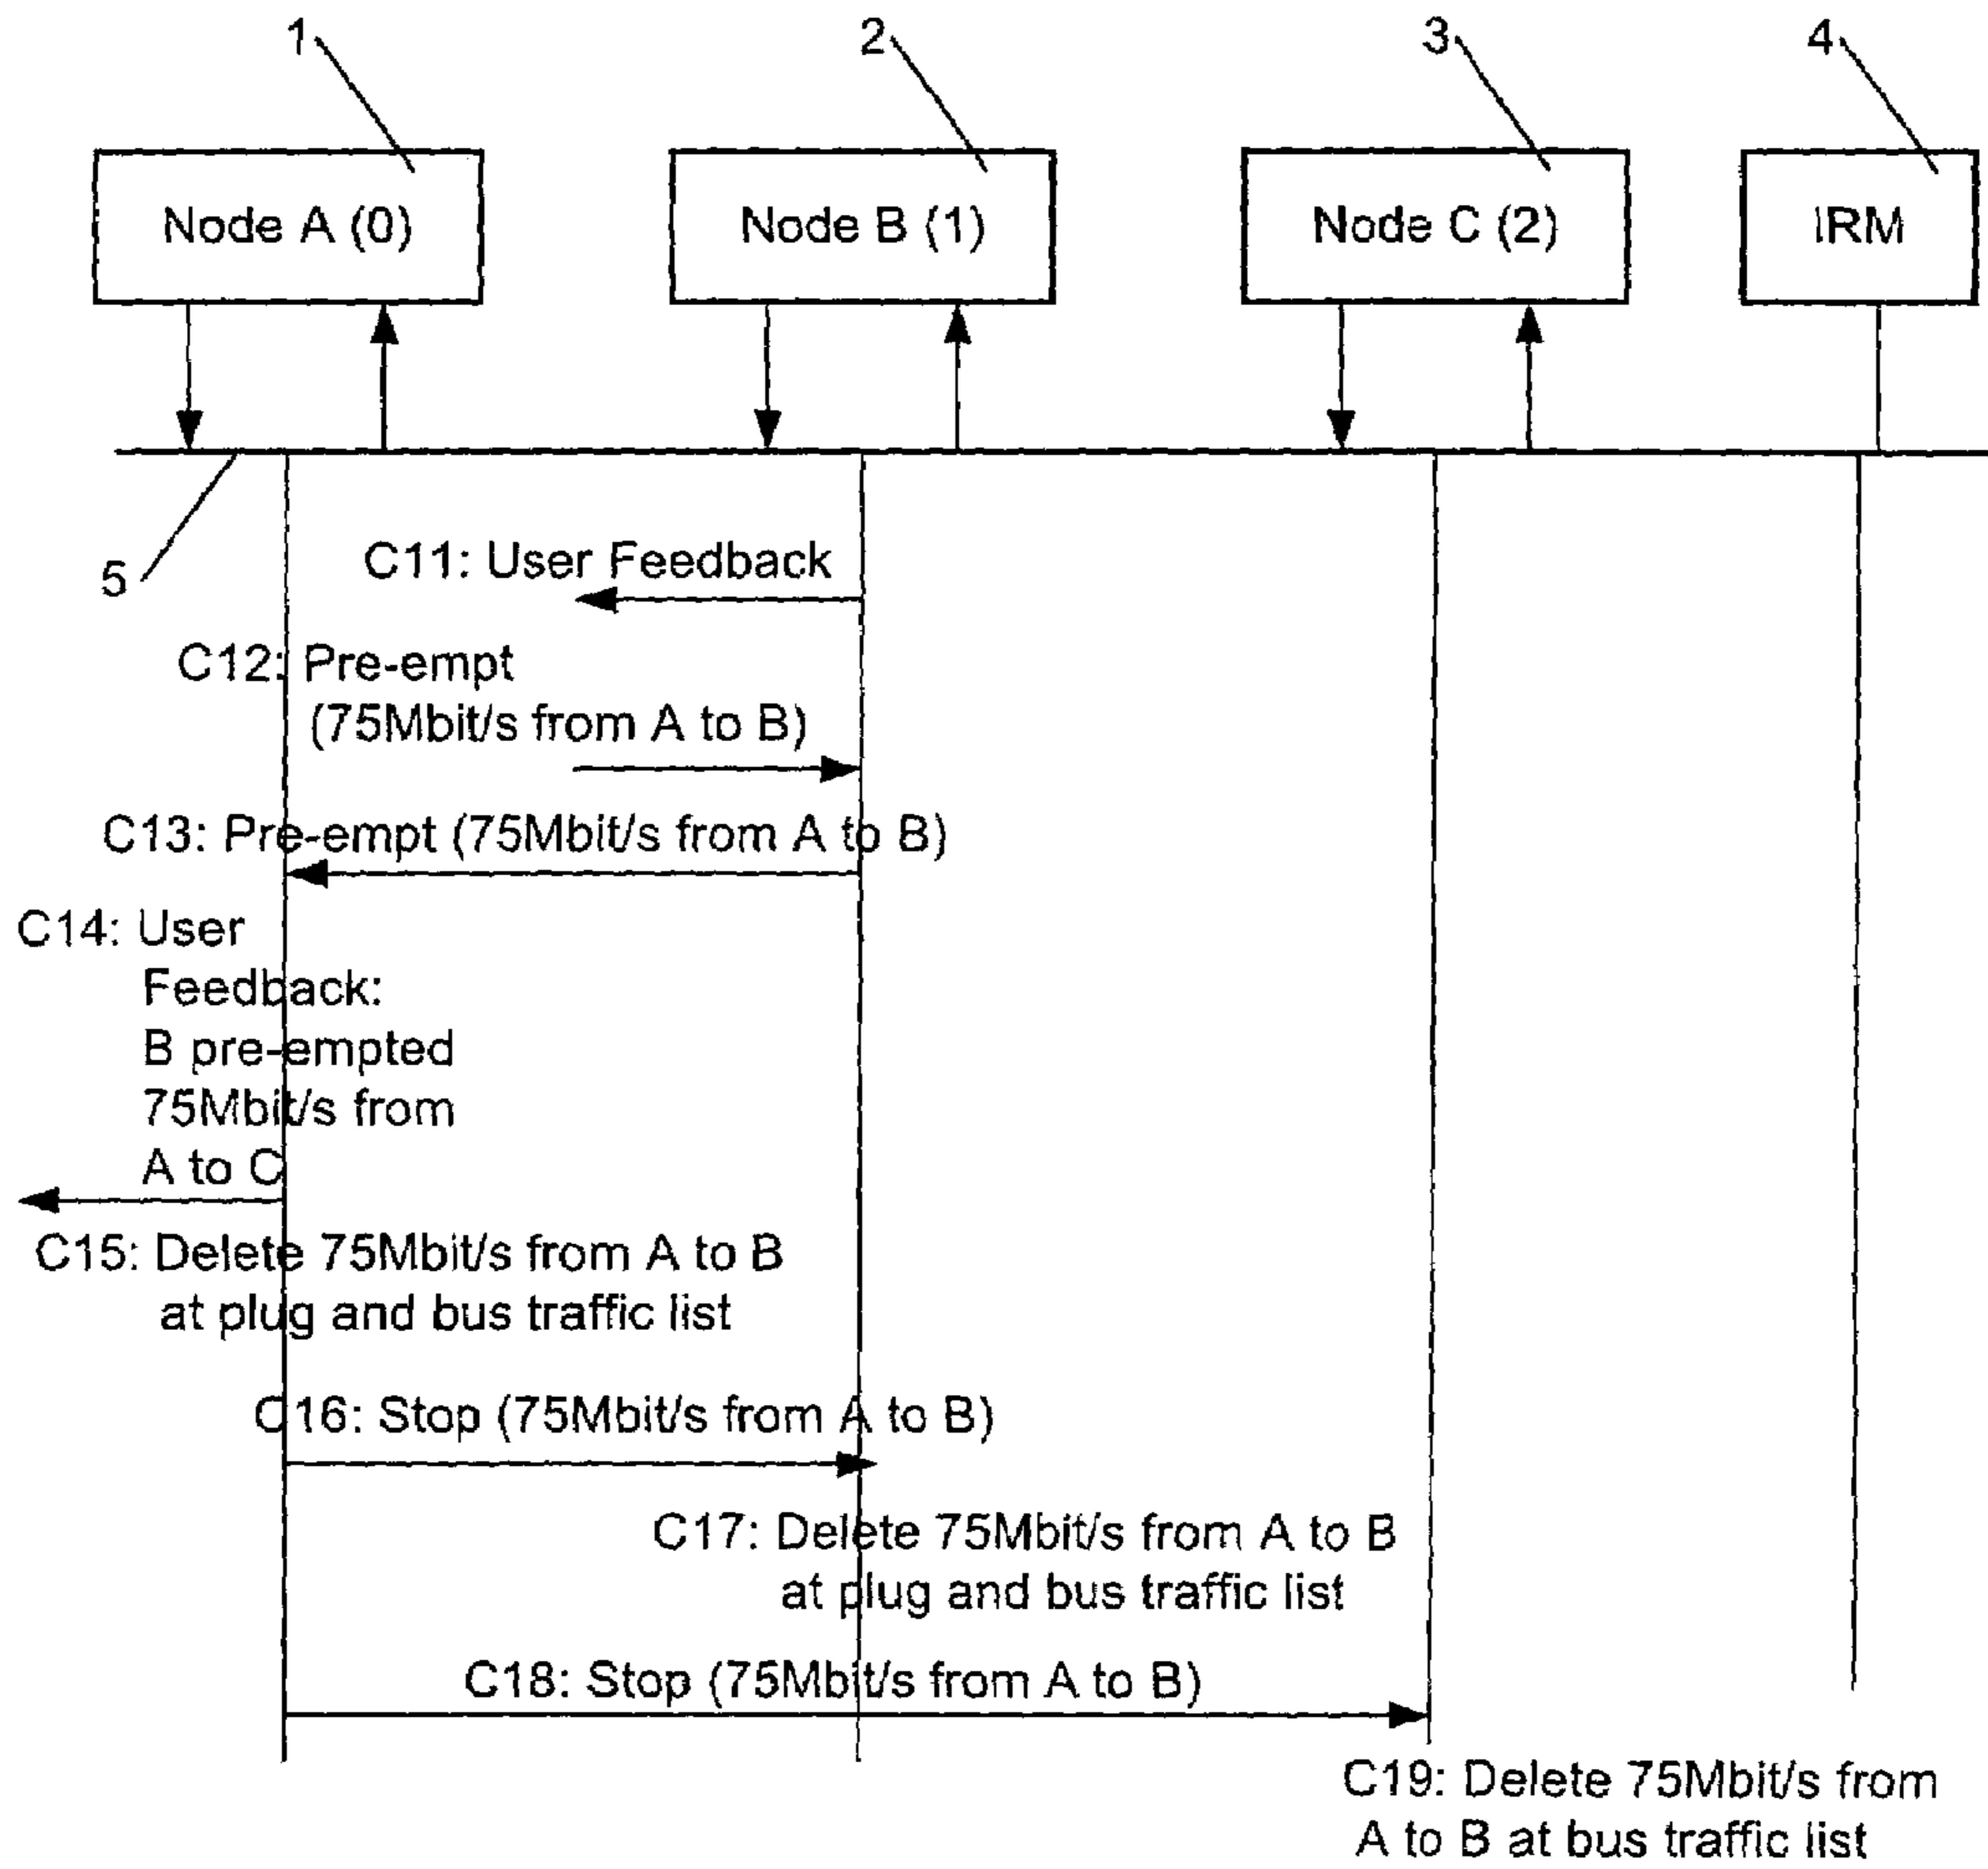 1
2
3
4
Node A (0)
Node B (1)
Node C (2)
IRM
5
C11: User Feedback
C12: Pre-empt
(75Mbit/s from A to B)
C13: Pre-empt (75Mbit/s from A to B)
C14: User
Feedback:
B pre-empted
75Mbit/s from
A to C
C15: Delete 75Mbit/s from A to B
at plug and bus traffic list
C16: Stop (75Mbit/s from A to B)
C17: Delete 75Mbit/s from A to B
at plug and bus traffic list
C18: Stop (75Mbit/s from A to B)
C19: Delete 75Mbit/s from
A to B at bus traffic list